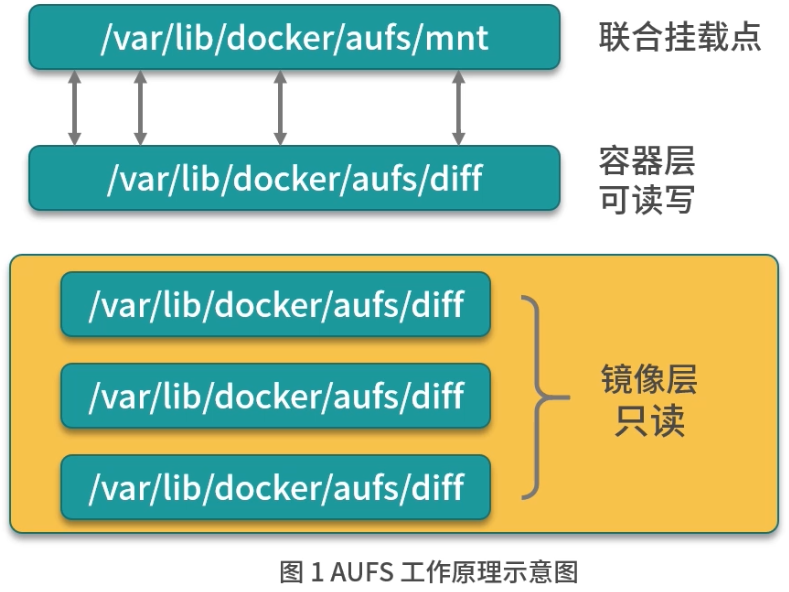 /var/lib/docker/aufs/mnt
联合挂载点
/var/lib/docker/aufs/diff
容器层
可读写
/var/lib/docker/aufs/diff
/var/lib/docker/aufs/diff
镜像层
只读
/var/lib/docker/aufs/diff
图 1 AUFS 工作原理示意图